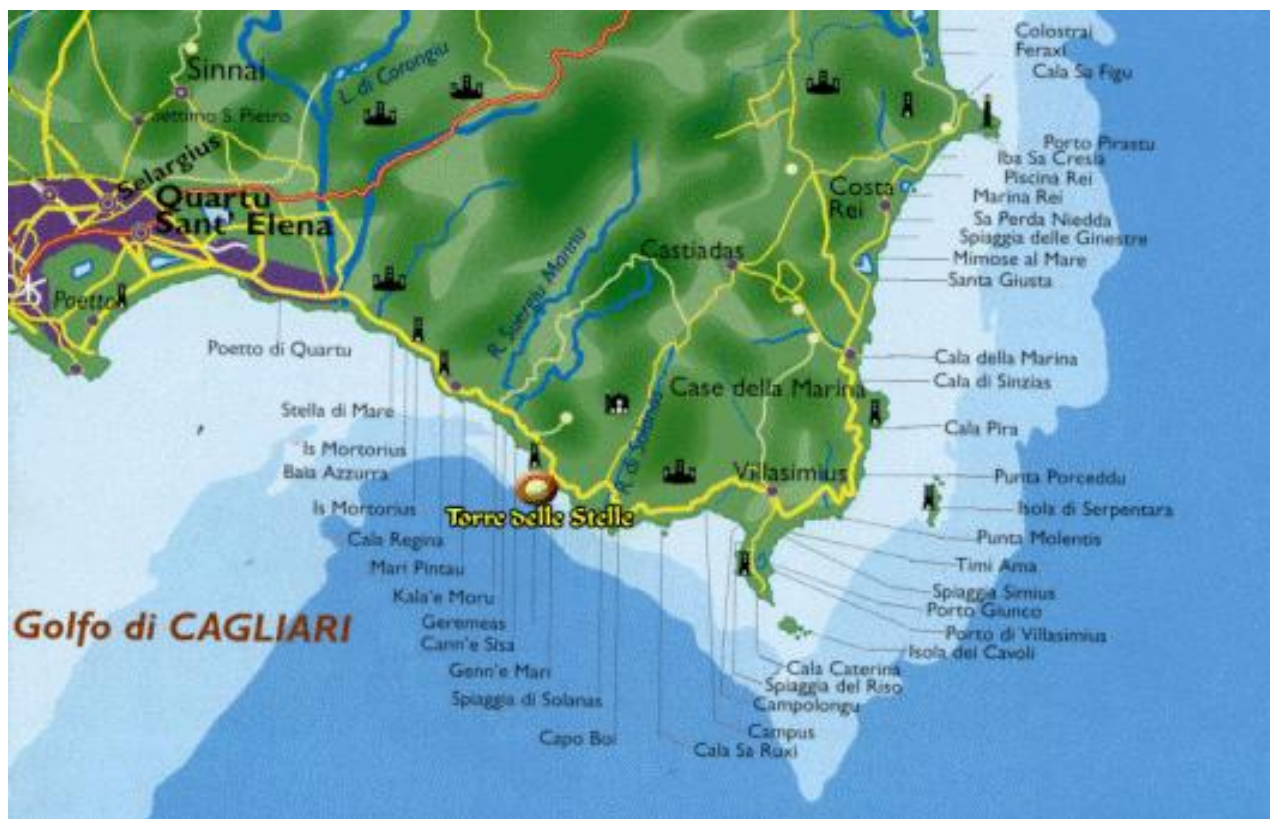 Colostrai
Feraxi
Cala Sa Figu
Sinnai
L. di Corongiu
Settimo S. Pietro
Porto Pirastu
Iba Sa Cresia
Piscina Rei
Marina Rei
Sa Perda Niedda
Spiaggia delle Ginestre
Mimose al Mare
Santa Giusta
Selargius
Quartu
Sant' Elena
Costa
Rei
Castiadas
Poetto
Poetto di Quartu
Cala della Marina
Cala di Sinzias
Case della Marina
Stella di Mare
Cala Pira
Is Mortorius
Baia Azzurra
R. di Solanas
Villasimius
Punta Porceddu
Is Mortorius
Torre delle Stelle
Isola di Serpentara
Cala Regina
Punta Molentis
Mari Pintau
Timi Ama
Kala'e Moru
Spiaggia Simius
Porto Giunco
Geremeas
Golfo di CAGLIARI
Porto di Villasimius
Cann'e Sisa
Isola dei Cavoli
Genn'e Mari
Cala Caterina
Spiaggia del Riso
Spiaggia di Solanas
Campolongu
Capo Boi
Campus
Cala Sa Ruxi